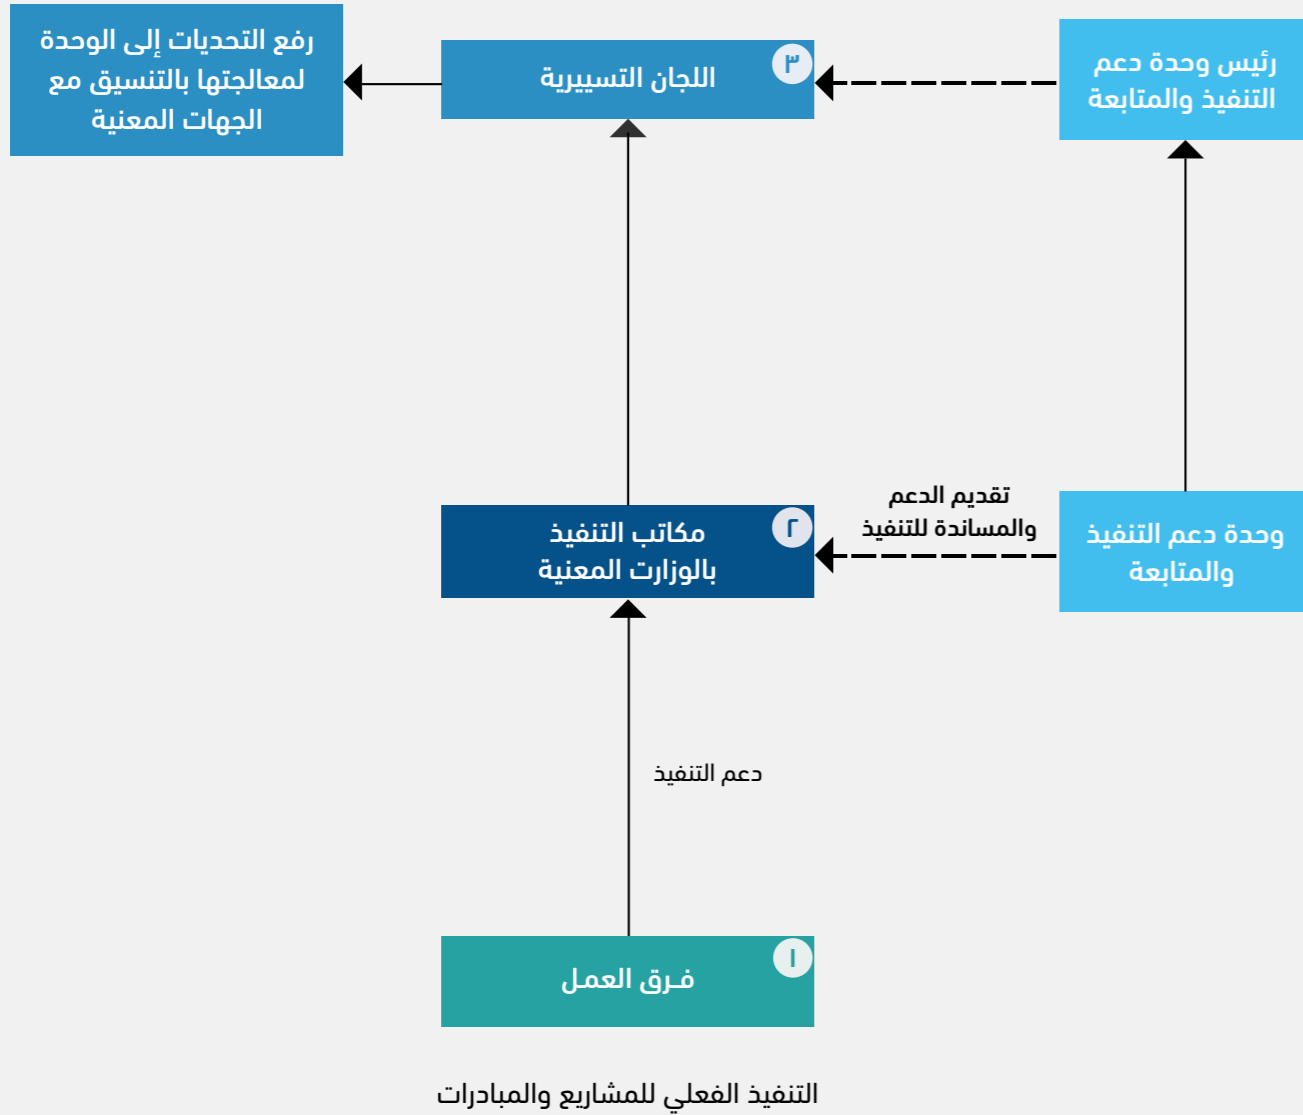 رئيس وحدة دعم
التنفيذ والمتابعة
٣
اللجان التسييرية
رفع التحديات إلى الوحدة
لمعالجتها بالتنسيق مع
الجهات المعنية
وحدة دعم التنفيذ
والمتابعة
تقديم الدعم
والمساندة للتنفيذ
٢
مكاتب التنفيذ
بالوزارت المعنية
دعم التنفيذ
١
فـرق العمـل
التنفيذ الفعلي للمشاريع والمبادرات